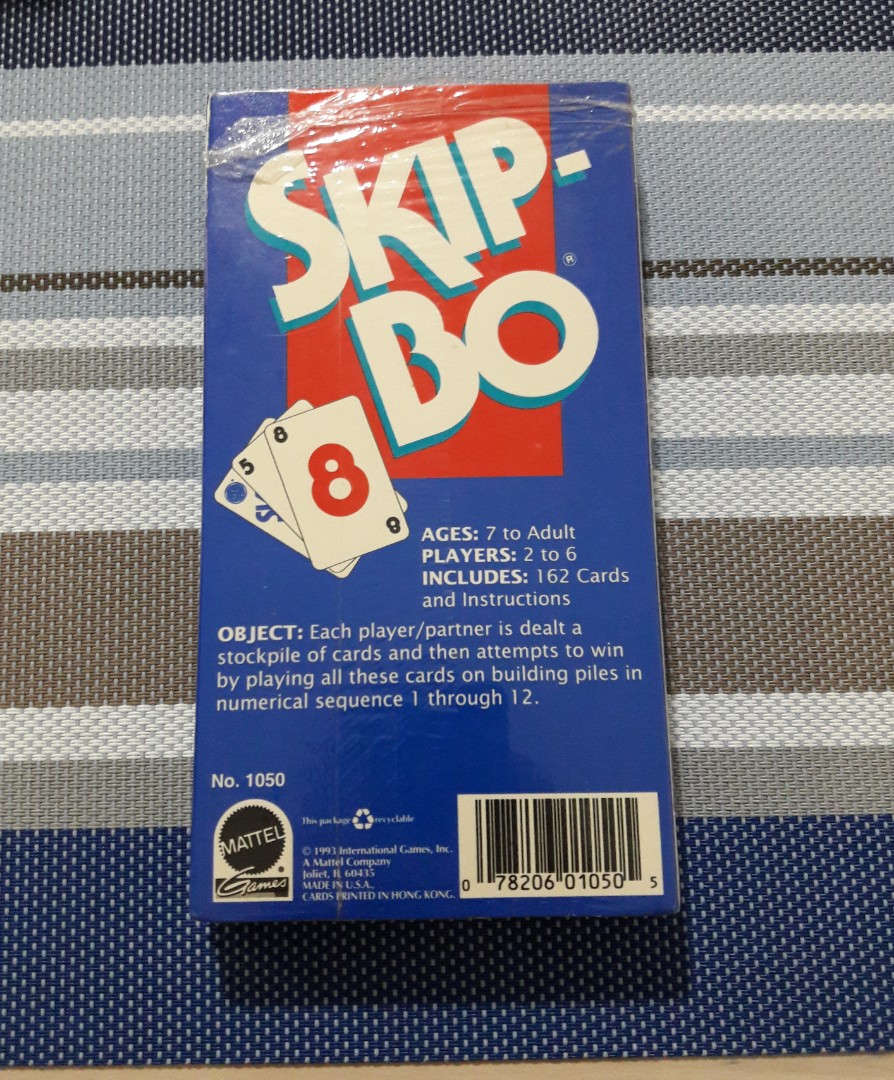 SKIP-
BO®
8
5
8
8
AGES: 7 to Adult
PLAYERS: 2 to 6
INCLUDES: 162 Cards
and Instructions
OBJECT: Each player/partner is dealt a
stockpile of cards and then attempts to win
by playing all these cards on building piles in
numerical sequence 1 through 12.
No. 1050
MATTEL
Games
This package recyclable
© 1993 International Games, Inc.
A Mattel Company
Joliet, IL 60435
MADE IN U.S.A.,
CARDS PRINTED IN HONG KONG.
0 78206 01050 5